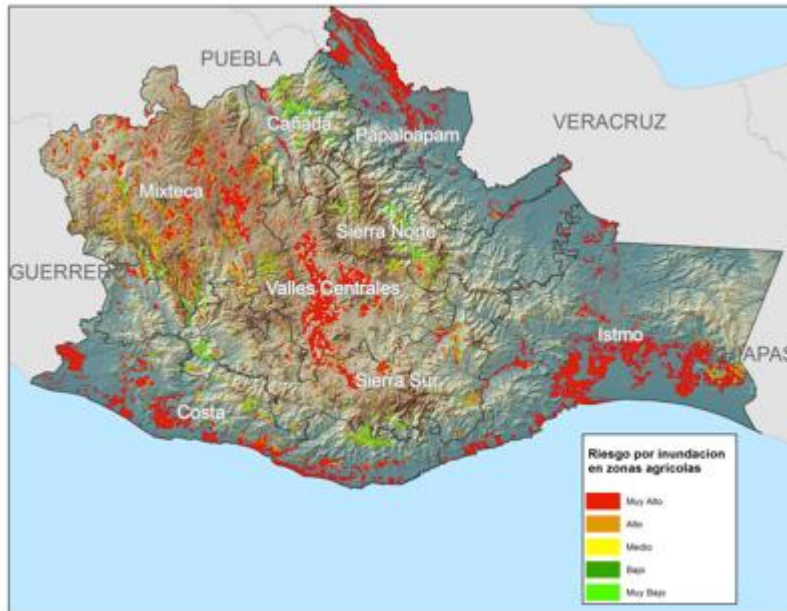 PUEBLA
VERACRUZ
Cañada
Papaloapam
Mixteca
Sierra Norte
GUERRERO
Valles Centrales
Istmo
CHIAPAS
Sierra Sur
Costa
Riesgo por inundacion
en zonas agricolas
Muy Alto
Alto
Medio
Bajo
Muy Bajo